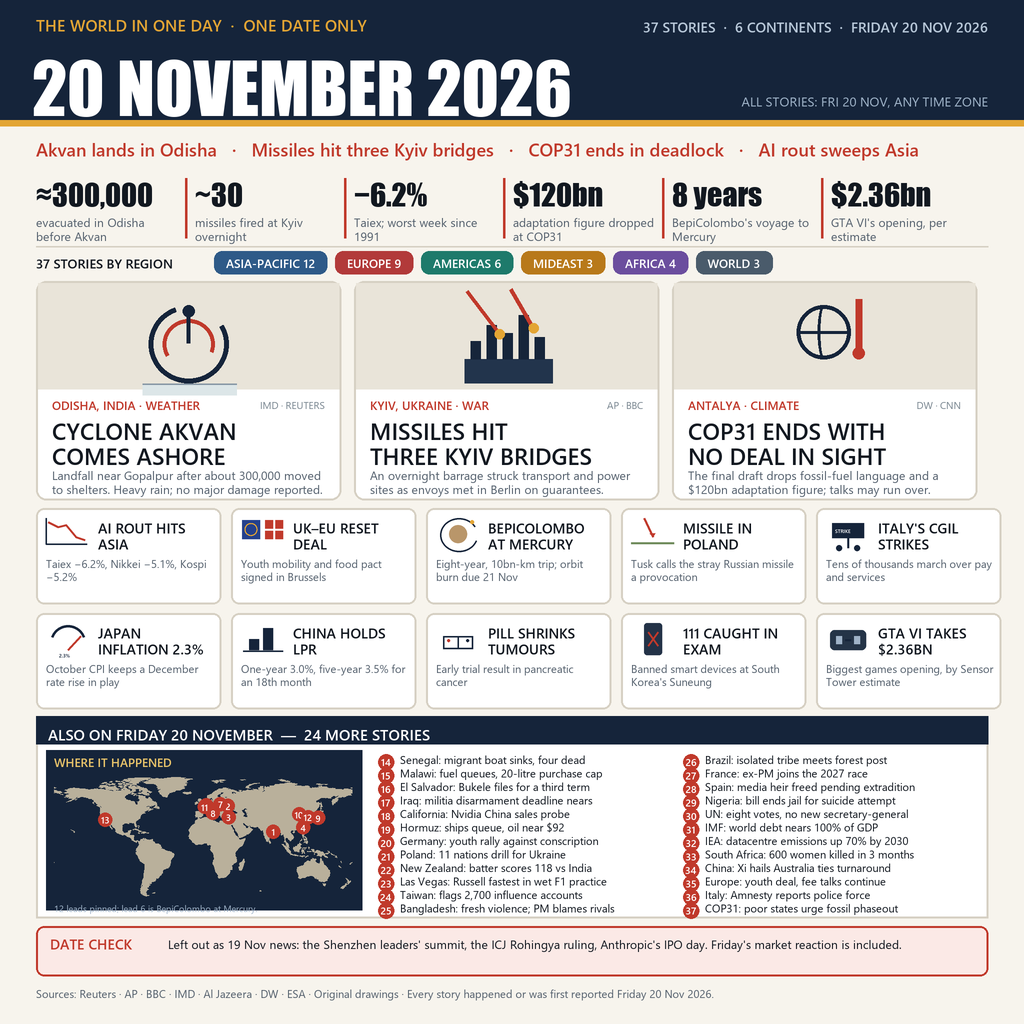 THE WORLD IN ONE DAY · ONE DATE ONLY
37 STORIES · 6 CONTINENTS · FRIDAY 20 NOV 2026
20 NOVEMBER 2026
ALL STORIES: FRI 20 NOV, ANY TIME ZONE
Akvan lands in Odisha · Missiles hit three Kyiv bridges · COP31 ends in deadlock · AI rout sweeps Asia
≈300,000
evacuated in Odisha
before Akvan
~30
missiles fired at Kyiv
overnight
−6.2%
Taiex; worst week since
1991
$120bn
adaptation figure dropped
at COP31
8 years
BepiColombo's voyage to
Mercury
$2.36bn
GTA VI's opening, per
estimate
37 STORIES BY REGION
ASIA-PACIFIC 12
EUROPE 9
AMERICAS 6
MIDEAST 3
AFRICA 4
WORLD 3
ODISHA, INDIA · WEATHER
IMD · REUTERS
CYCLONE AKVAN
COMES ASHORE
Landfall near Gopalpur after about 300,000 moved
to shelters. Heavy rain; no major damage reported.
KYIV, UKRAINE · WAR
AP · BBC
MISSILES HIT
THREE KYIV BRIDGES
An overnight barrage struck transport and power
sites as envoys met in Berlin on guarantees.
ANTALYA · CLIMATE
DW · CNN
COP31 ENDS WITH
NO DEAL IN SIGHT
The final draft drops fossil-fuel language and a
$120bn adaptation figure; talks may run over.
AI ROUT HITS
ASIA
Taiex −6.2%, Nikkei −5.1%, Kospi
−5.2%
UK–EU RESET
DEAL
Youth mobility and food pact
signed in Brussels
BEPICOLOMBO
AT MERCURY
Eight-year, 10bn-km trip; orbit
burn due 21 Nov
MISSILE IN
POLAND
Tusk calls the stray Russian missile
a provocation
STRIKE
ITALY'S CGIL
STRIKES
Tens of thousands march over pay
and services
2.3%
JAPAN
INFLATION 2.3%
October CPI keeps a December
rate rise in play
CHINA HOLDS
LPR
One-year 3.0%, five-year 3.5% for
an 18th month
PILL SHRINKS
TUMOURS
Early trial result in pancreatic
cancer
111 CAUGHT IN
EXAM
Banned smart devices at South
Korea's Suneung
GTA VI TAKES
$2.36BN
Biggest games opening, by Sensor
Tower estimate
ALSO ON FRIDAY 20 NOVEMBER — 24 MORE STORIES
WHERE IT HAPPENED
13
11
7
2
8
3
1
10
12
9
4
12 leads pinned; lead 6 is BepiColombo at Mercury
14 Senegal: migrant boat sinks, four dead
15 Malawi: fuel queues, 20-litre purchase cap
16 El Salvador: Bukele files for a third term
17 Iraq: militia disarmament deadline nears
18 California: Nvidia China sales probe
19 Hormuz: ships queue, oil near $92
20 Germany: youth rally against conscription
21 Poland: 11 nations drill for Ukraine
22 New Zealand: batter scores 118 vs India
23 Las Vegas: Russell fastest in wet F1 practice
24 Taiwan: flags 2,700 influence accounts
25 Bangladesh: fresh violence; PM blames rivals
26 Brazil: isolated tribe meets forest post
27 France: ex-PM joins the 2027 race
28 Spain: media heir freed pending extradition
29 Nigeria: bill ends jail for suicide attempt
30 UN: eight votes, no new secretary-general
31 IMF: world debt nears 100% of GDP
32 IEA: datacentre emissions up 70% by 2030
33 South Africa: 600 women killed in 3 months
34 China: Xi hails Australia ties turnaround
35 Europe: youth deal, fee talks continue
36 Italy: Amnesty reports police force
37 COP31: poor states urge fossil phaseout
DATE CHECK
Left out as 19 Nov news: the Shenzhen leaders' summit, the ICJ Rohingya ruling, Anthropic's IPO day. Friday's market reaction is included.
Sources: Reuters · AP · BBC · IMD · Al Jazeera · DW · ESA · Original drawings · Every story happened or was first reported Friday 20 Nov 2026.